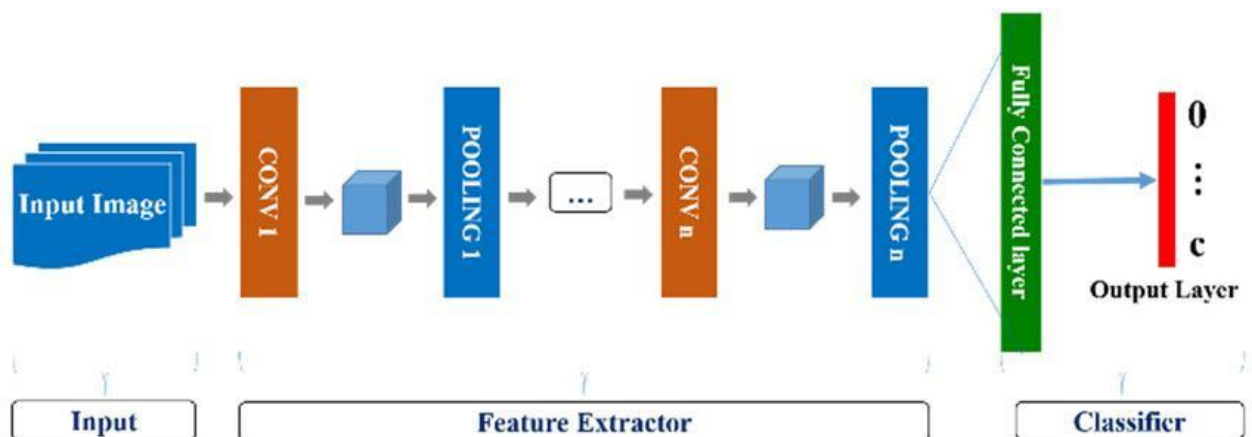 Input Image
CONV 1
POOLING 1
...
CONV n
POOLING n
Fully Connected layer
0
⋮
c
Output Layer
Input
Feature Extractor
Classifier